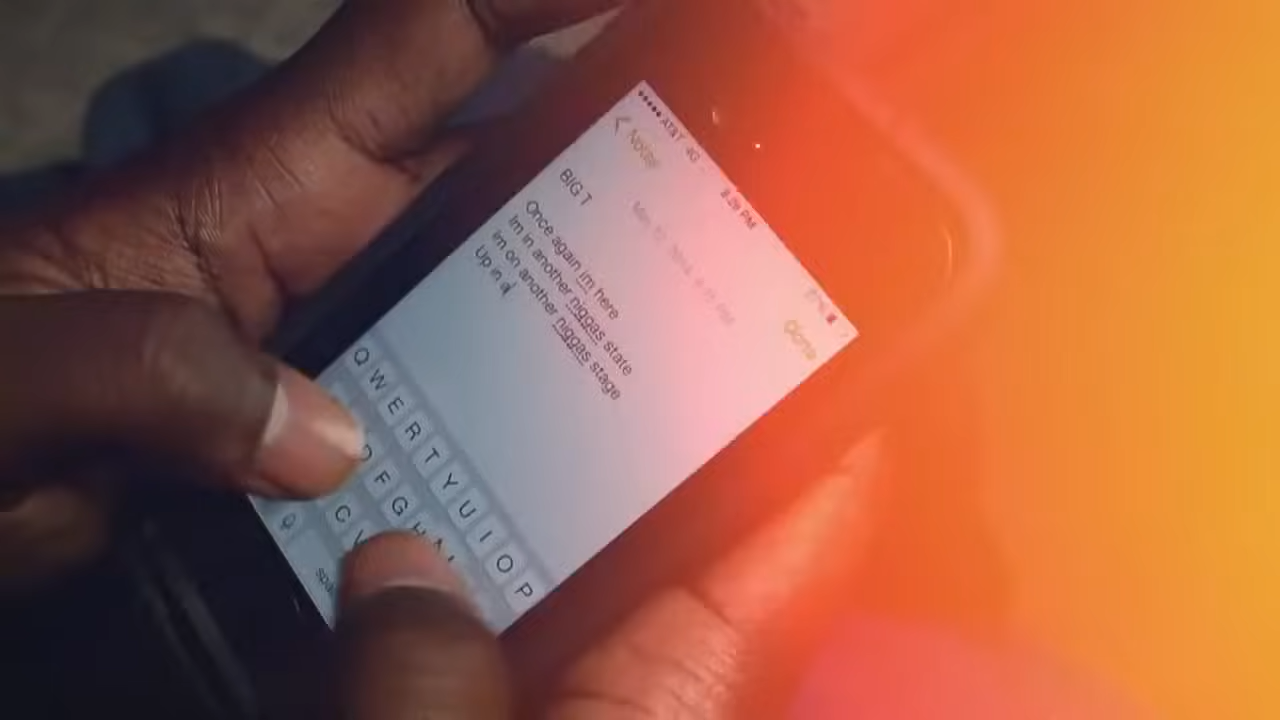 AT&T 4G 8:29 PM
Notes
done
BIG T
Once again im here
Im in another niggas state
im on another niggas stage
Up in a
Q W E R T Y U I O P
D F G H
C V
spa